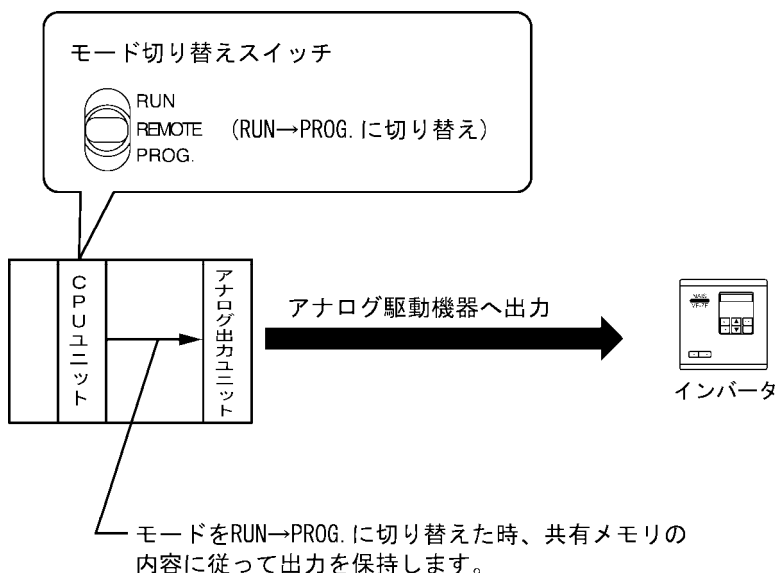 モード切り替えスイッチ
RUN
REMOTE (RUN→PROG.に切り替え)
PROG.
CPUユニット
アナログ出力ユニット
アナログ駆動機器へ出力
インバータ
モードをRUN→PROG.に切り替えた時、共有メモリの
内容に従って出力を保持します。